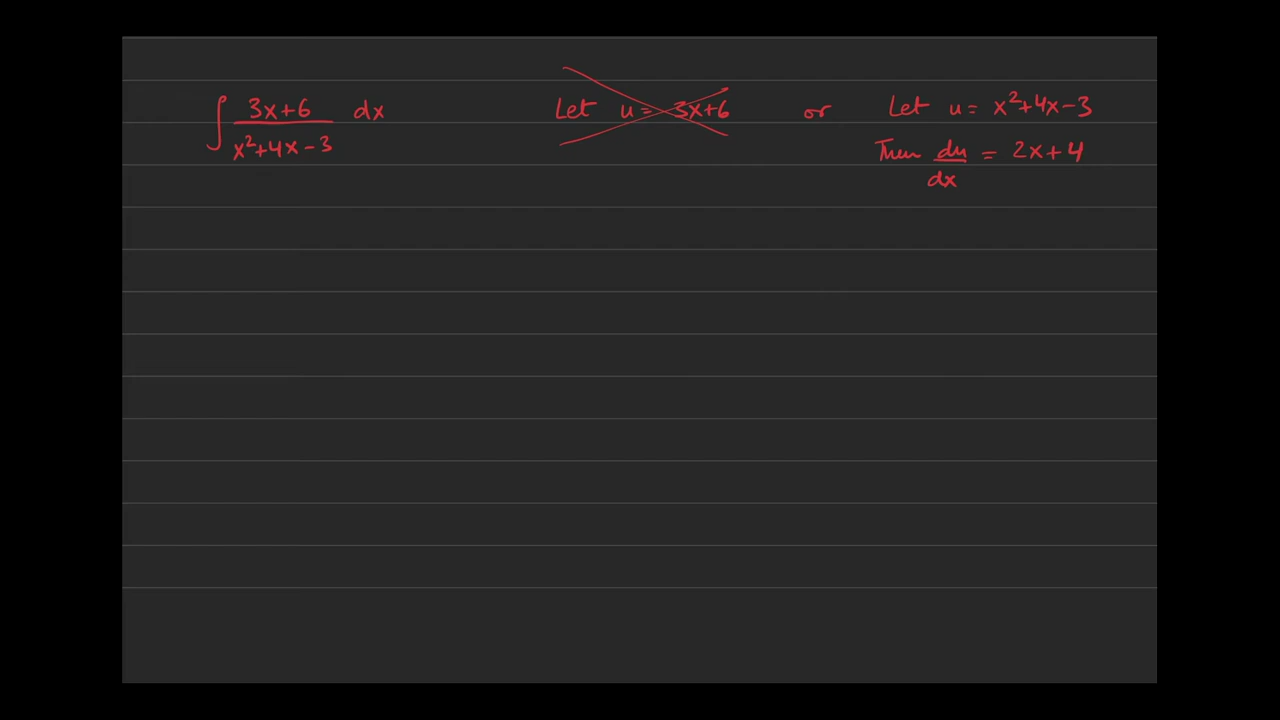 ∫ (3x+6)/(x²+4x-3) dx    Let u = 3x+6    or    Let u = x²+4x-3
Then du/dx = 2x+4